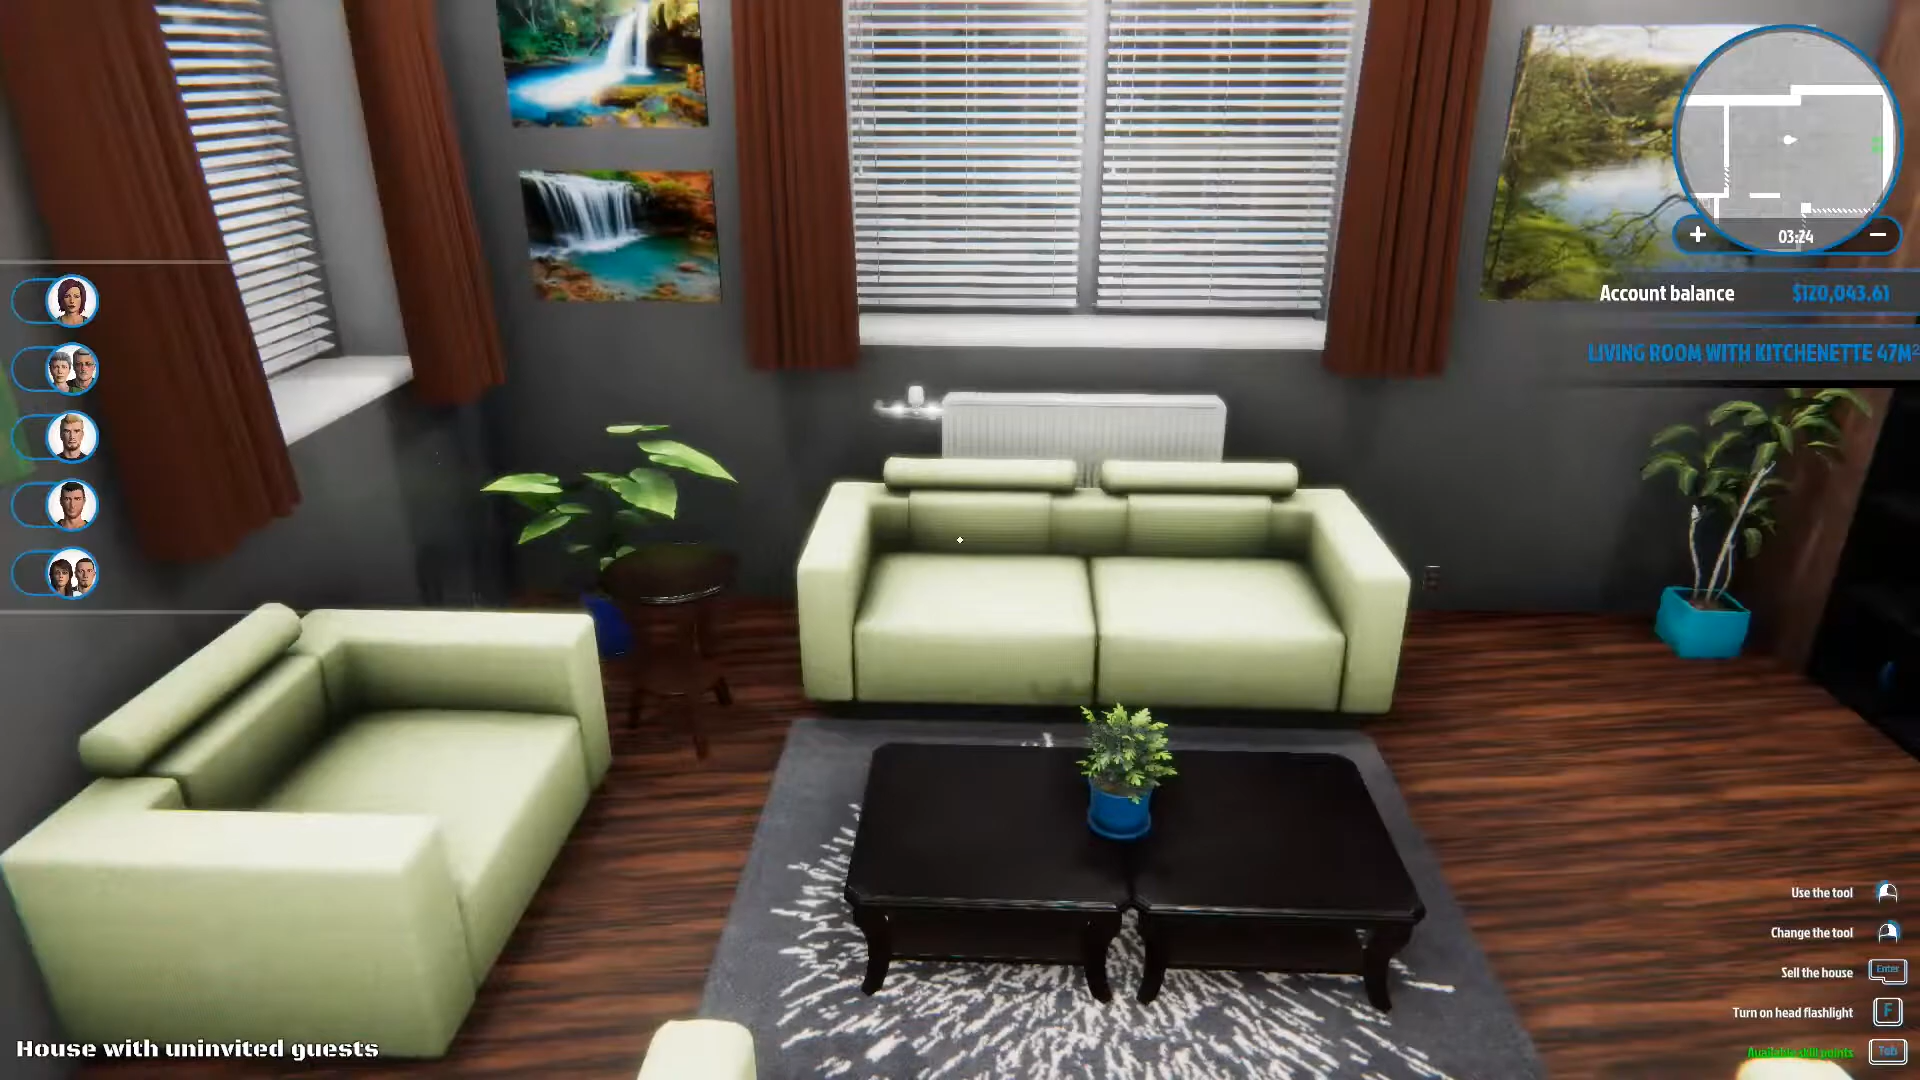 03:24
Account balance $120,043.61
LIVING ROOM WITH KITCHENETTE 47M²
Use the tool
Change the tool
Sell the house Enter
Turn on head flashlight F
Available skill points Tab
House with uninvited guests